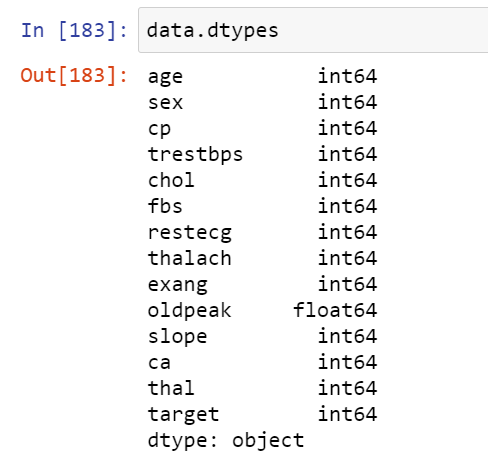 In [183]: data.dtypes
Out[183]: age int64
sex int64
cp int64
trestbps int64
chol int64
fbs int64
restecg int64
thalach int64
exang int64
oldpeak float64
slope int64
ca int64
thal int64
target int64
dtype: object